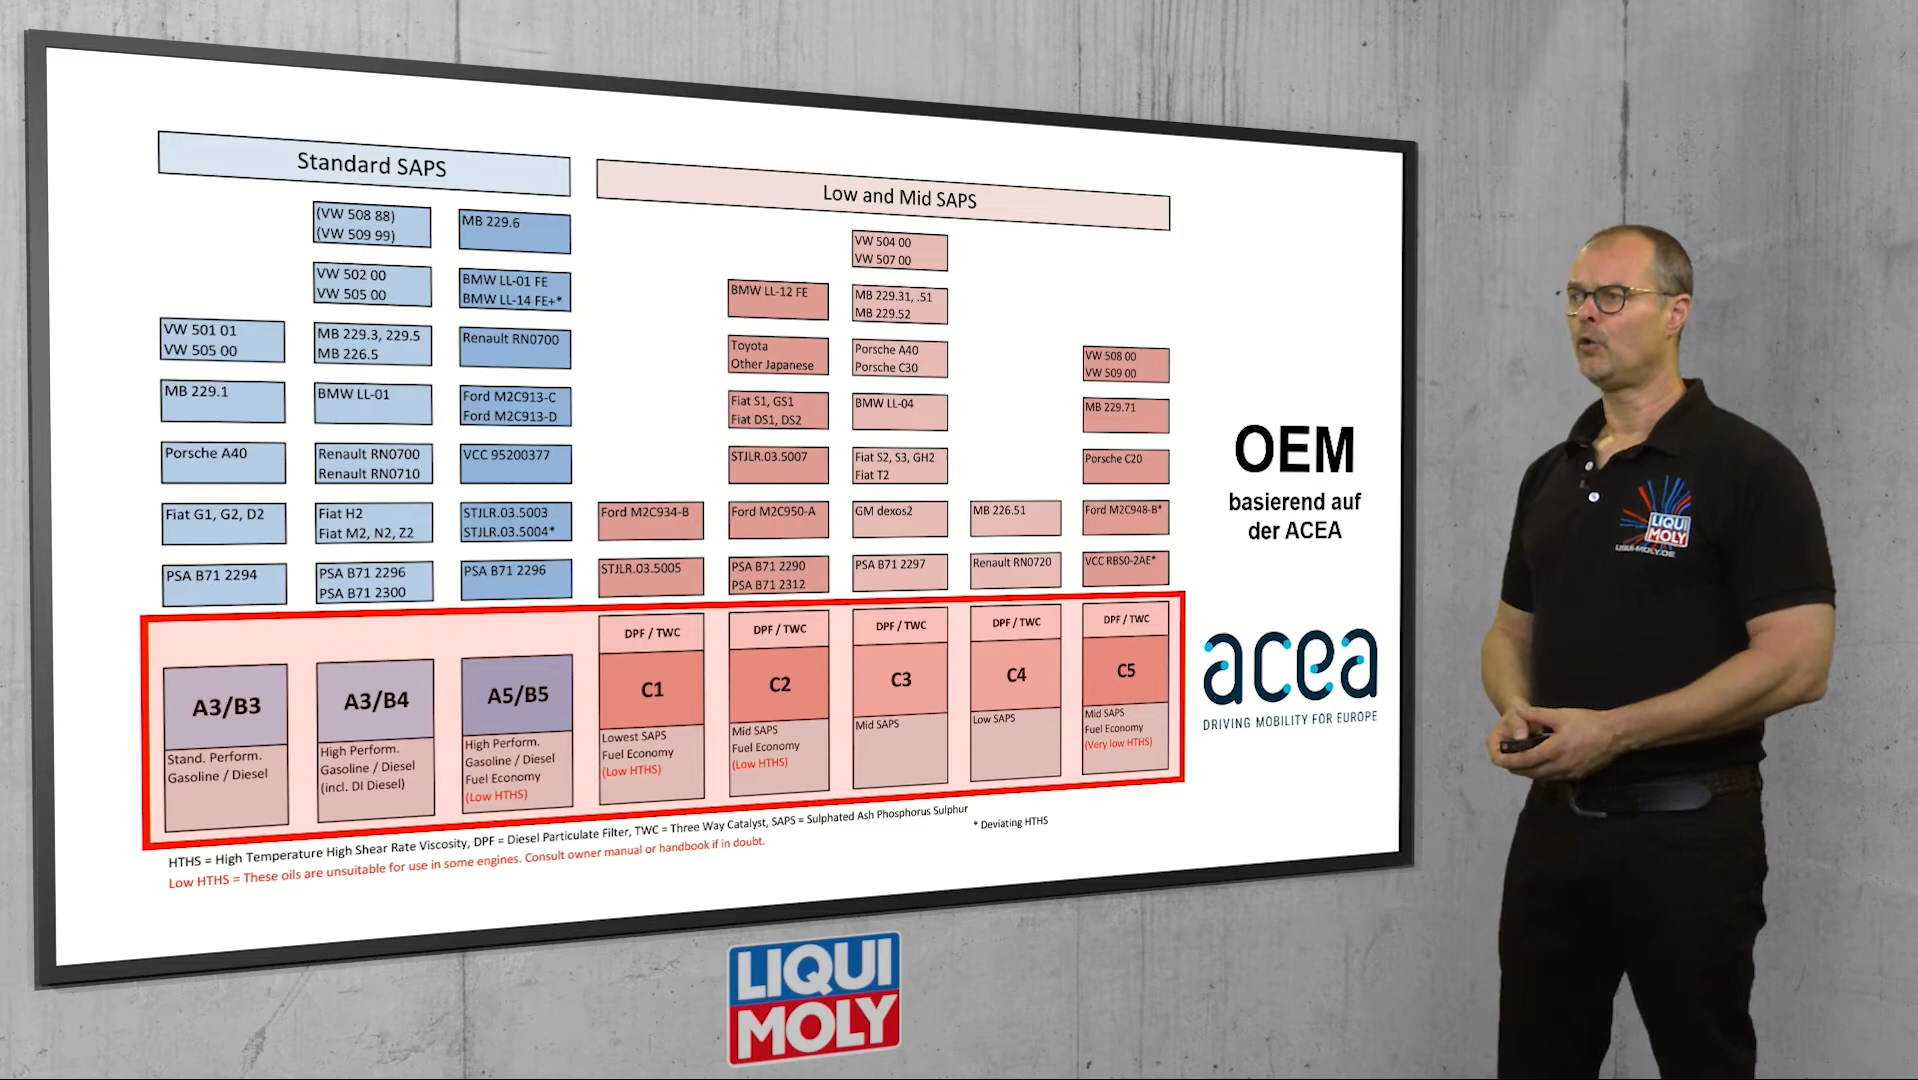 Standard SAPS
Low and Mid SAPS
VW 501 01
VW 505 00
MB 229.1
Porsche A40
Fiat G1, G2, D2
PSA B71 2294
A3/B3
Stand. Perform.
Gasoline / Diesel
(VW 508 88)
(VW 509 99)
VW 502 00
VW 505 00
MB 229.3, 229.5
MB 226.5
BMW LL-01
Renault RN0700
Renault RN0710
Fiat H2
Fiat M2, N2, Z2
PSA B71 2296
PSA B71 2300
A3/B4
High Perform.
Gasoline / Diesel
(incl. DI Diesel)
MB 229.6
BMW LL-01 FE
BMW LL-14 FE+*
Renault RN0700
Ford M2C913-C
Ford M2C913-D
VCC 95200377
STJLR.03.5003
STJLR.03.5004*
PSA B71 2296
A5/B5
High Perform.
Gasoline / Diesel
Fuel Economy
(Low HTHS)
Ford M2C934-B
STJLR.03.5005
DPF / TWC
C1
Lowest SAPS
Fuel Economy
(Low HTHS)
BMW LL-12 FE
Toyota
Other Japanese
Fiat S1, GS1
Fiat DS1, DS2
STJLR.03.5007
Ford M2C950-A
PSA B71 2290
PSA B71 2312
DPF / TWC
C2
Mid SAPS
Fuel Economy
(Low HTHS)
VW 504 00
VW 507 00
MB 229.31, .51
MB 229.52
Porsche A40
Porsche C30
BMW LL-04
Fiat S2, S3, GH2
Fiat T2
GM dexos2
PSA B71 2297
DPF / TWC
C3
Mid SAPS
MB 226.51
Renault RN0720
DPF / TWC
C4
Low SAPS
VW 508 00
VW 509 00
MB 229.71
Porsche C20
Ford M2C948-B*
VCC RBS0-2AE*
DPF / TWC
C5
Mid SAPS
Fuel Economy
(Very low HTHS)
HTHS = High Temperature High Shear Rate Viscosity, DPF = Diesel Particulate Filter, TWC = Three Way Catalyst, SAPS = Sulphated Ash Phosphorus Sulphur
* Deviating HTHS
Low HTHS = These oils are unsuitable for use in some engines. Consult owner manual or handbook if in doubt.
OEM
basierend auf
der ACEA
acea
DRIVING MOBILITY FOR EUROPE
LIQUI
MOLY
LIQUI-MOLY.DE
LIQUI
MOLY